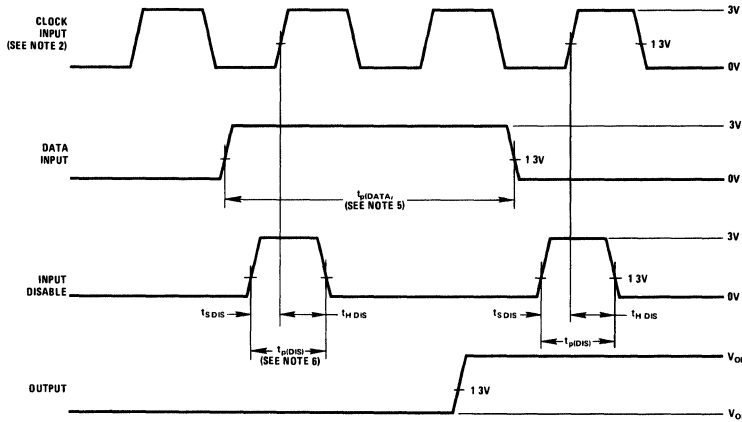 CLOCK
INPUT
(SEE NOTE 2)
3V
1 3V
0V
DATA
INPUT
3V
1 3V
0V
tp(DATA)
(SEE NOTE 5)
INPUT
DISABLE
3V
1 3V
0V
tS DIS
tH DIS
tS DIS
tH DIS
tp(DIS)
(SEE NOTE 6)
tp(DIS)
OUTPUT
1 3V